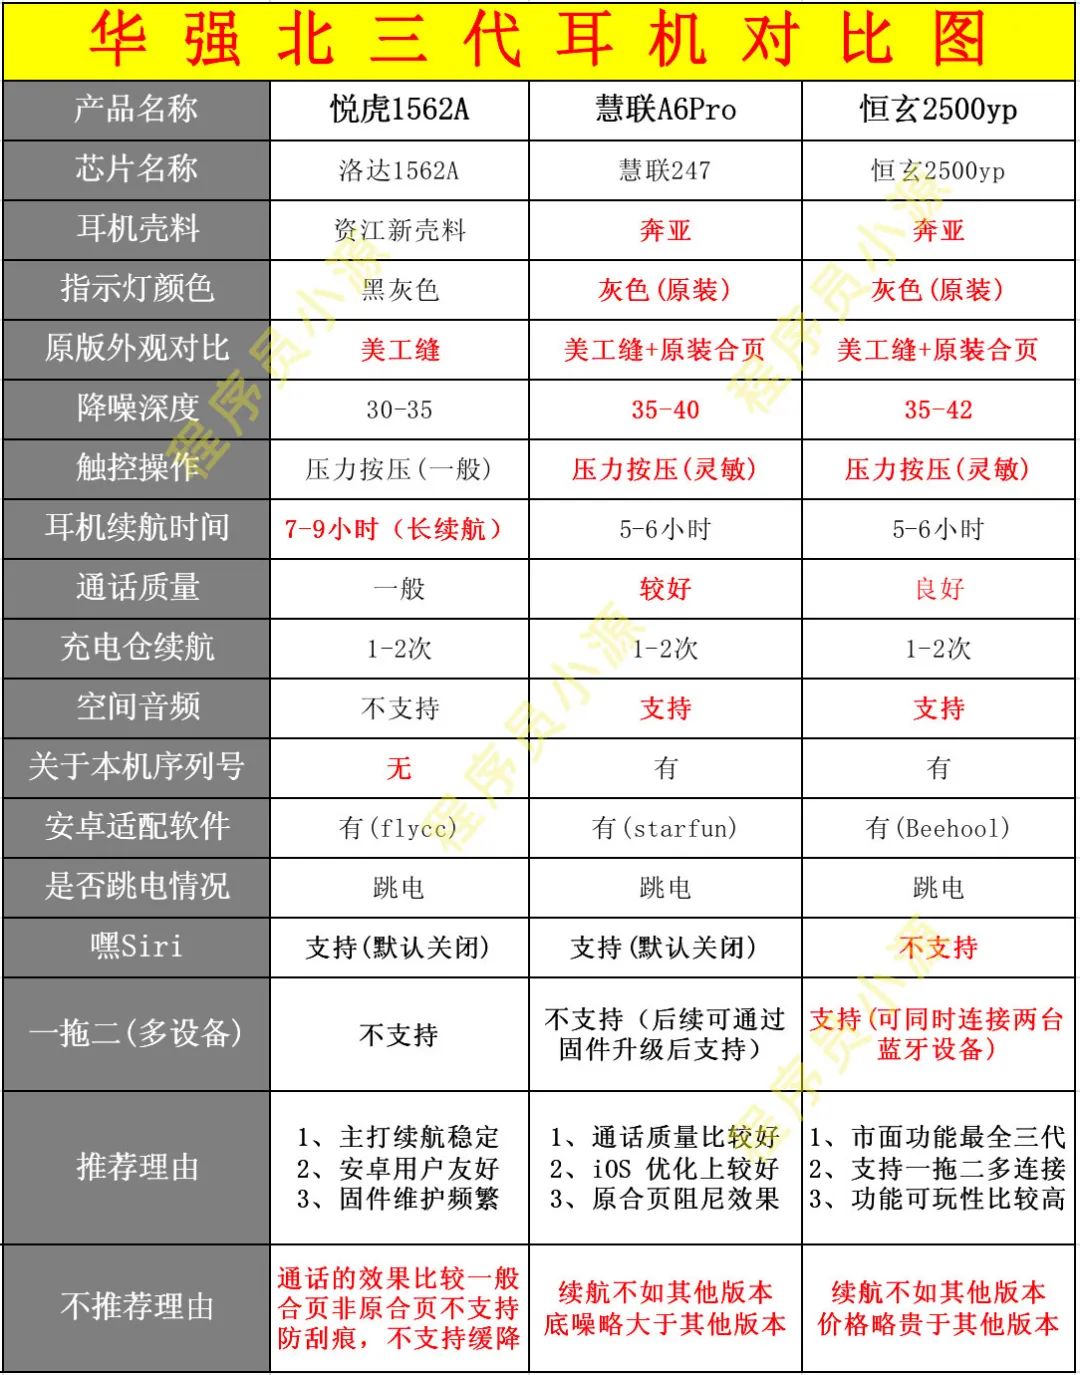 华强北三代耳机对比图
产品名称 悦虎1562A 慧联A6Pro 恒玄2500yp
芯片名称 洛达1562A 慧联247 恒玄2500yp
耳机壳料 资江新壳料 奔亚 奔亚
指示灯颜色 黑灰色 灰色(原装) 灰色(原装)
原版外观对比 美工缝 美工缝+原装合页 美工缝+原装合页
降噪深度 30-35 35-40 35-42
触控操作 压力按压(一般) 压力按压(灵敏) 压力按压(灵敏)
耳机续航时间 7-9小时（长续航） 5-6小时 5-6小时
通话质量 一般 较好 良好
充电仓续航 1-2次 1-2次 1-2次
空间音频 不支持 支持 支持
关于本机序列号 无 有 有
安卓适配软件 有(flycc) 有(starfun) 有(Beehool)
是否跳电情况 跳电 跳电 跳电
嘿Siri 支持(默认关闭) 支持(默认关闭) 不支持
一拖二(多设备)
不支持
不支持（后续可通过
固件升级后支持）
支持(可同时连接两台
蓝牙设备)
推荐理由
1、主打续航稳定
2、安卓用户友好
3、固件维护频繁
1、通话质量比较好
2、iOS 优化上较好
3、原合页阻尼效果
1、市面功能最全三代
2、支持一拖二多连接
3、功能可玩性比较高
不推荐理由
通话的效果比较一般
合页非原合页不支持
防刮痕，不支持缓降
续航不如其他版本
底噪略大于其他版本
续航不如其他版本
价格略贵于其他版本
程序员小源
程序员小源
程序员小源
程序员小源